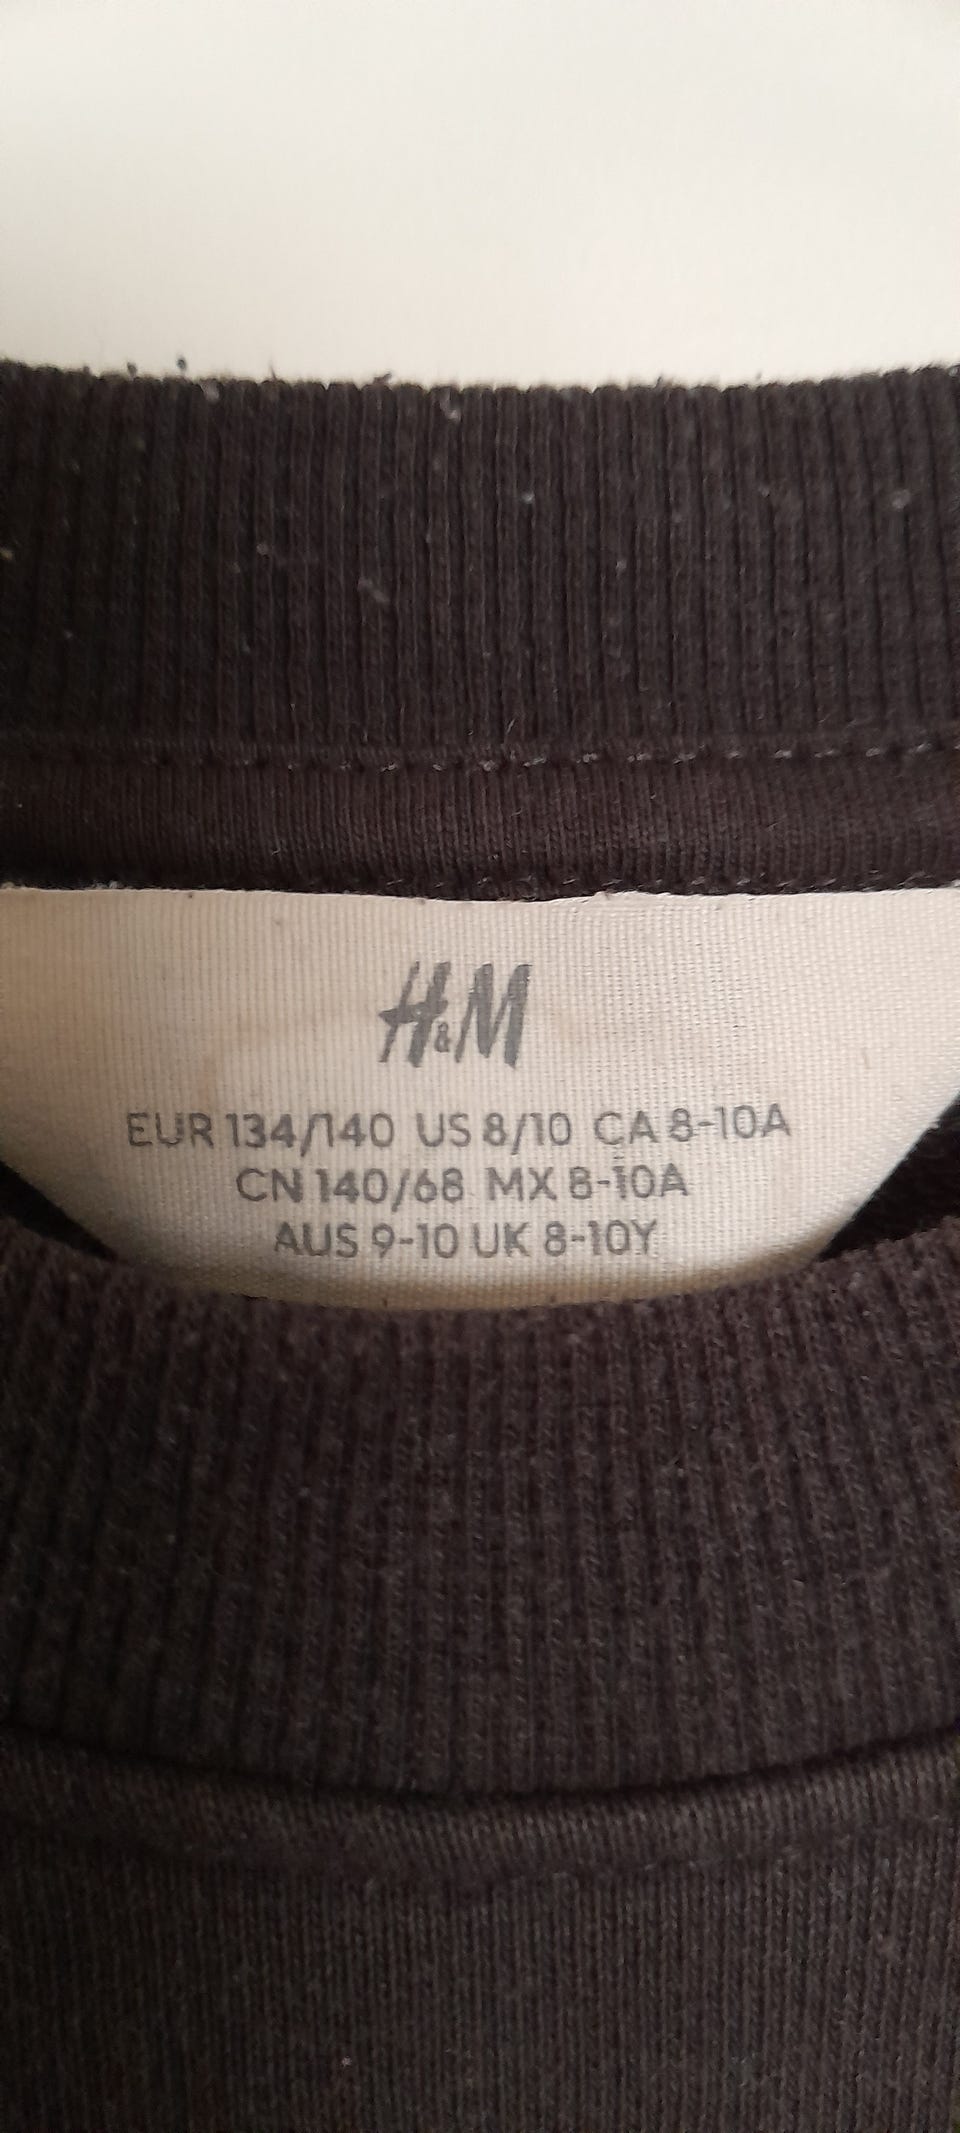 H&M
EUR 134/140 US 8/10 CA 8-10A
CN 140/68 MX 8-10A
AUS 9-10 UK 8-10Y